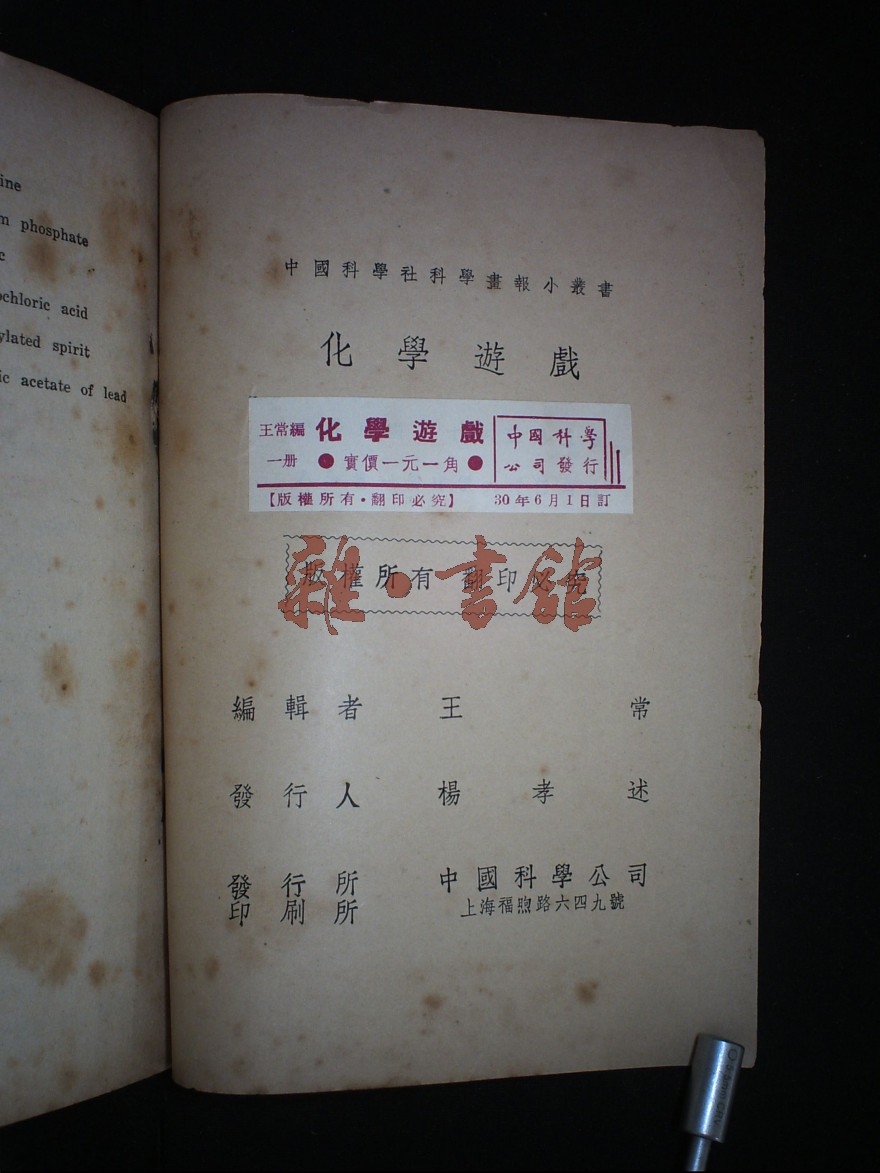 ine
m phosphate
c
ochloric acid
ylated spirit
ic acetate of lead
中國科學社科學畫報小叢書
化學遊戲
王常編 化學遊戲
一册 ● 實價一元一角 ●
中國科學
公司發行
【版權所有·翻印必究】 30年6月1日訂
版權所有 翻印必究
雜·書館
編輯者 王常
發行人 楊孝述
發行所
印刷所
中國科學公司
上海福煦路六四九號